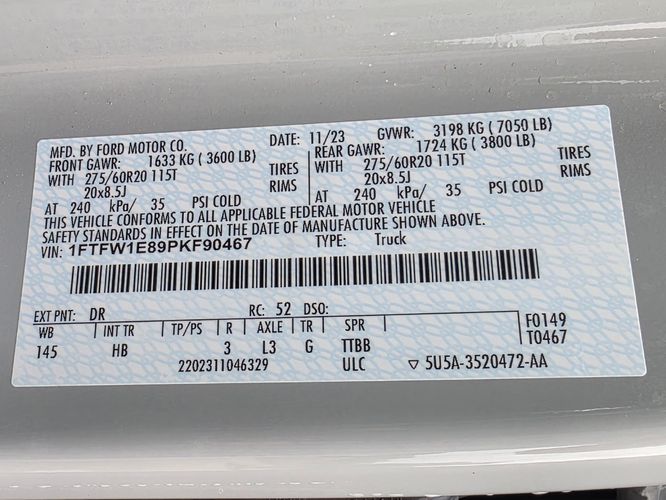 MFD. BY FORD MOTOR CO. DATE: 11/23 GVWR: 3198 KG ( 7050 LB)
FRONT GAWR: 1633 KG ( 3600 LB) REAR GAWR: 1724 KG ( 3800 LB)
WITH 275/60R20 115T TIRES WITH 275/60R20 115T TIRES
20x8.5J RIMS 20x8.5J RIMS
AT 240 kPa/ 35 PSI COLD AT 240 kPa/ 35 PSI COLD
THIS VEHICLE CONFORMS TO ALL APPLICABLE FEDERAL MOTOR VEHICLE
SAFETY STANDARDS IN EFFECT ON THE DATE OF MANUFACTURE SHOWN ABOVE.
VIN: 1FTFW1E89PKF90467 TYPE: Truck
EXT PNT: DR RC: 52 DSO:
WB INT TR TP/PS R AXLE TR SPR F0149
145 HB 3 L3 G TTBB T0467
2202311046329 ULC ▽ 5U5A-3520472-AA